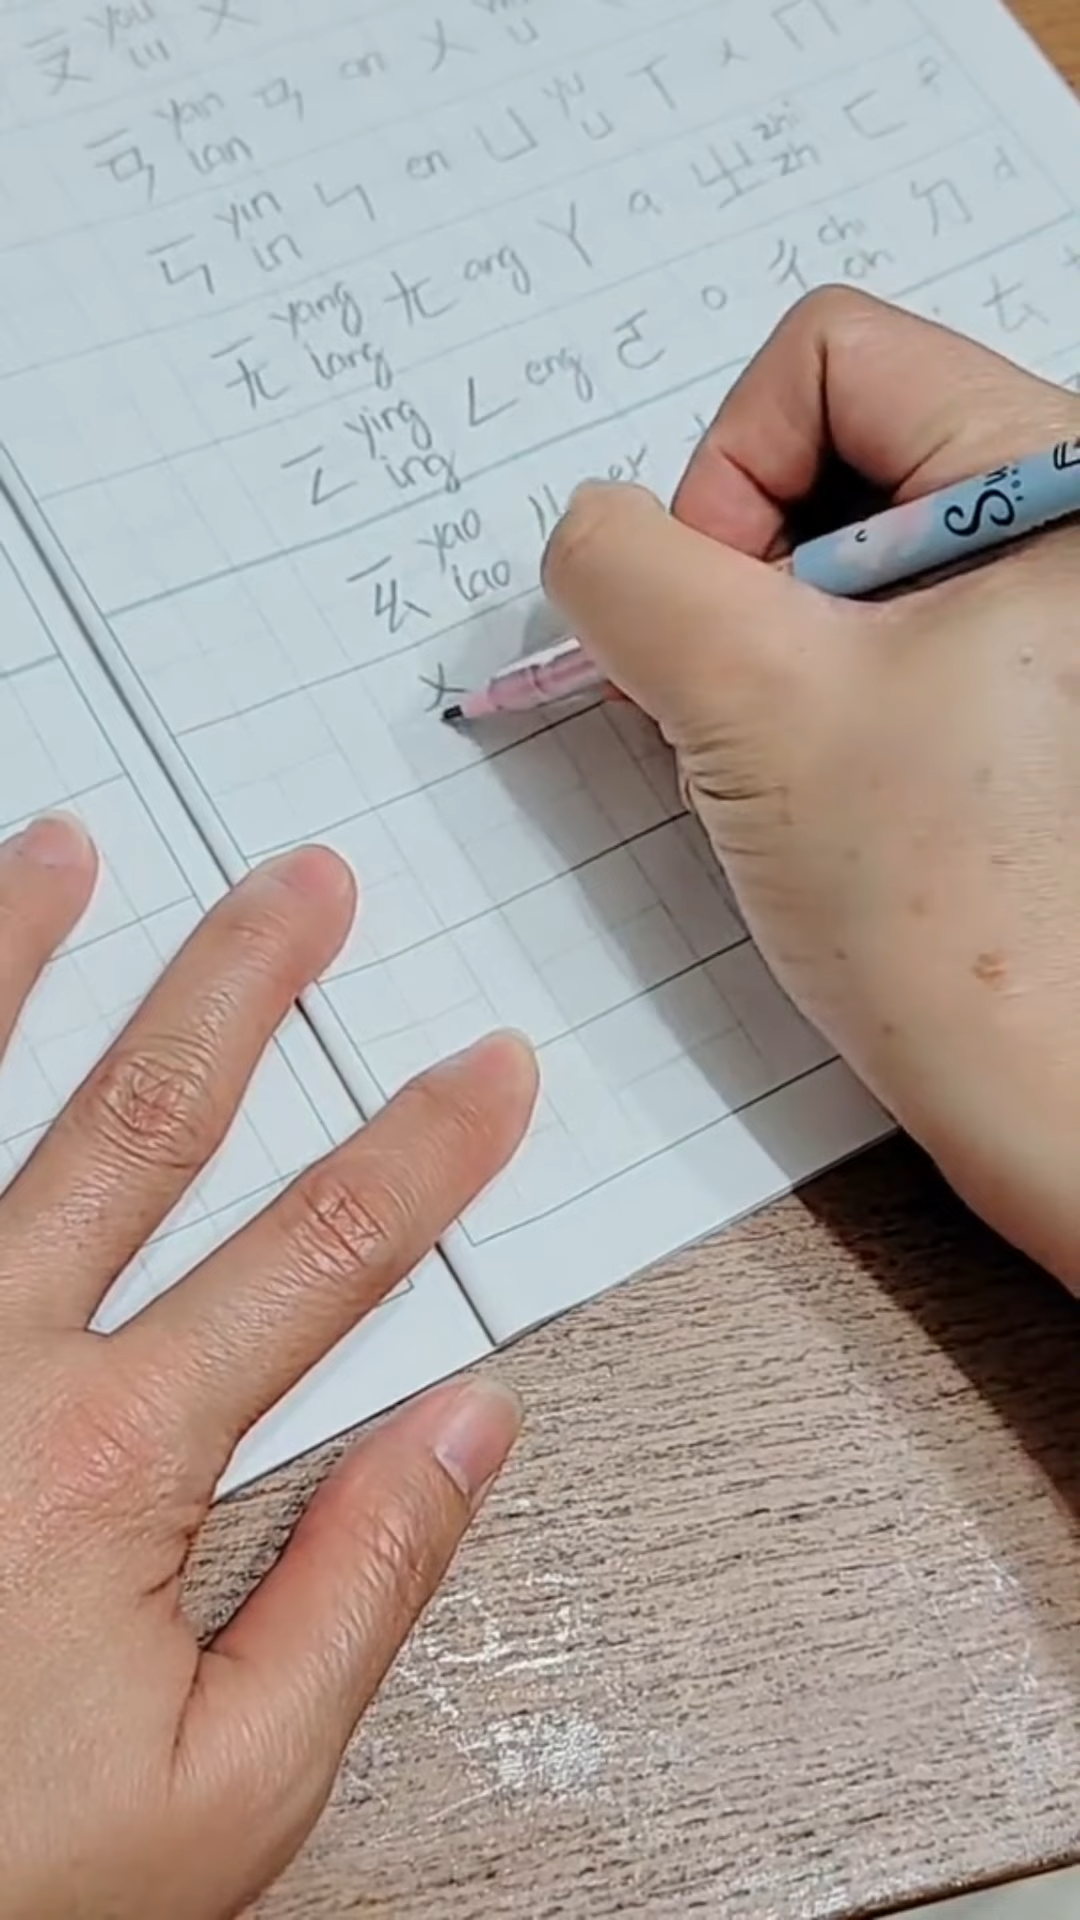 ㄧㄡ you iu ㄨ
ㄧㄢ yan ian ㄢ an ㄨ u
ㄧㄣ yin in ㄣ en ㄩ yu u ㄒ x ㄇ
ㄧㄤ yang iang ㄤ ang ㄚ a ㄓ zhi zh ㄈ
ㄧㄥ ying ing ㄥ eng ㄛ o ㄔ chi ch ㄉ d
ㄧㄠ yao iao ㄦ er ㄊ
ㄨ